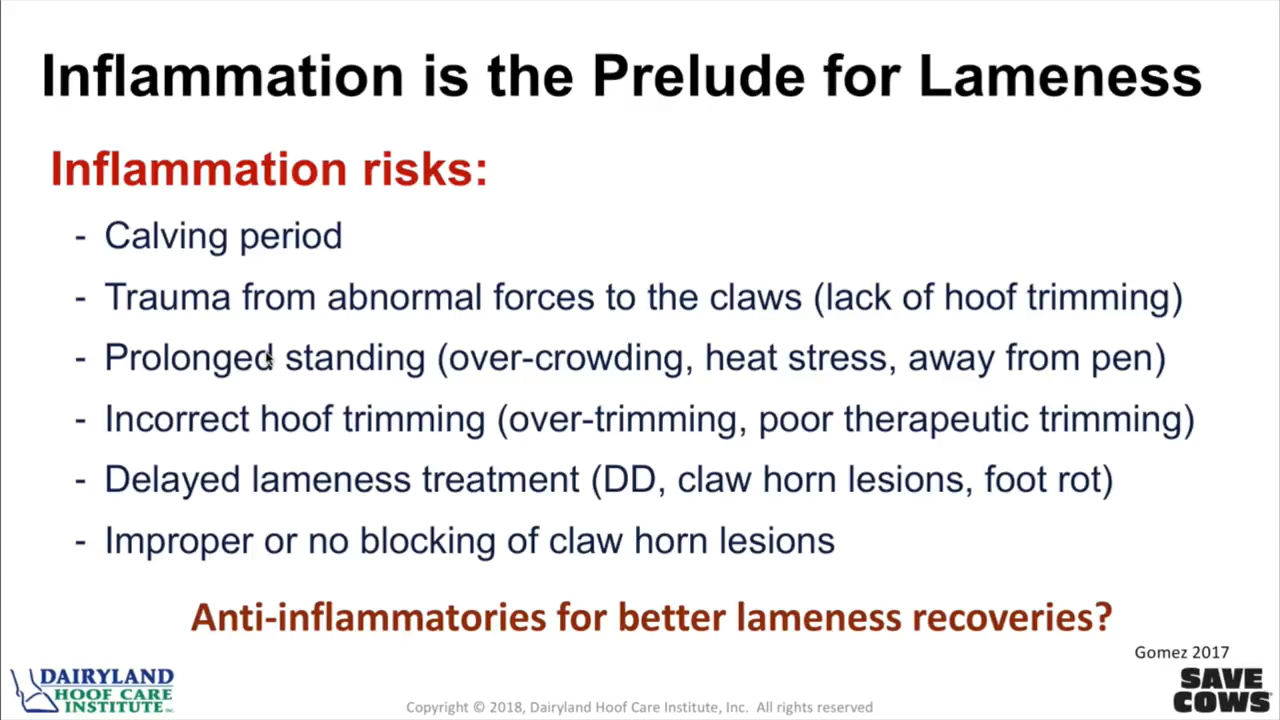 Inflammation is the Prelude for Lameness
Inflammation risks:
- Calving period
- Trauma from abnormal forces to the claws (lack of hoof trimming)
- Prolonged standing (over-crowding, heat stress, away from pen)
- Incorrect hoof trimming (over-trimming, poor therapeutic trimming)
- Delayed lameness treatment (DD, claw horn lesions, foot rot)
- Improper or no blocking of claw horn lesions
Anti-inflammatories for better lameness recoveries?
Gomez 2017
DAIRYLAND
HOOF CARE
INSTITUTE INC.
Copyright © 2018, Dairyland Hoof Care Institute, Inc. All rights reserved
SAVE
COWS